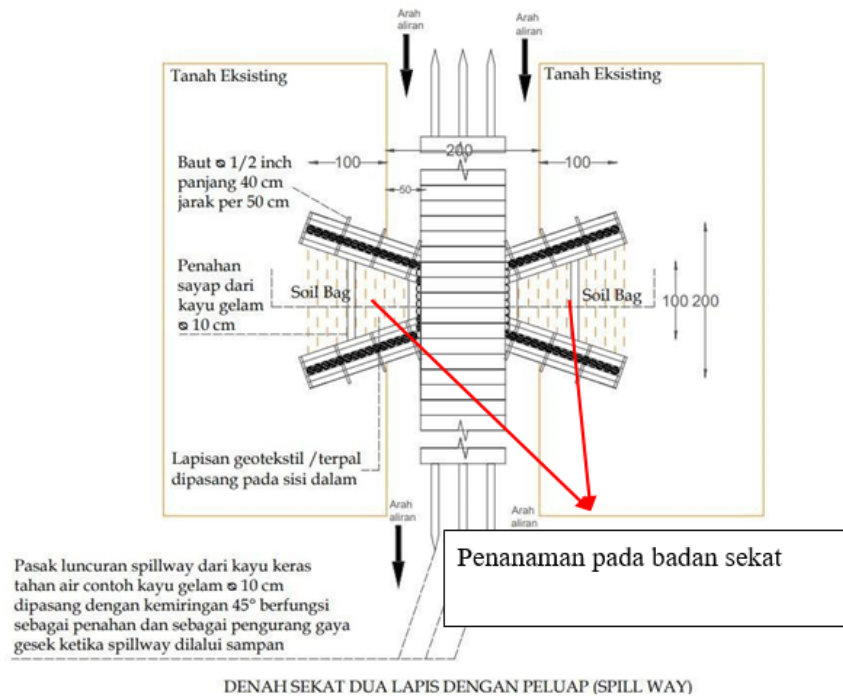 Arah
aliran
Arah
aliran
Tanah Eksisting
Tanah Eksisting
200
Baut ⌀ 1/2 inch
panjang 40 cm
jarak per 50 cm
100
100
50
Penahan
sayap dari
kayu gelam
⌀ 10 cm
Soil Bag
Soil Bag
100
200
Lapisan geotekstil /terpal
dipasang pada sisi dalam
Arah
aliran
Arah
aliran
Penanaman pada badan sekat
Pasak luncuran spillway dari kayu keras
tahan air contoh kayu gelam ⌀ 10 cm
dipasang dengan kemiringan 45° berfungsi
sebagai penahan dan sebagai pengurang gaya
gesek ketika spillway dilalui sampan
DENAH SEKAT DUA LAPIS DENGAN PELUAP (SPILL WAY)